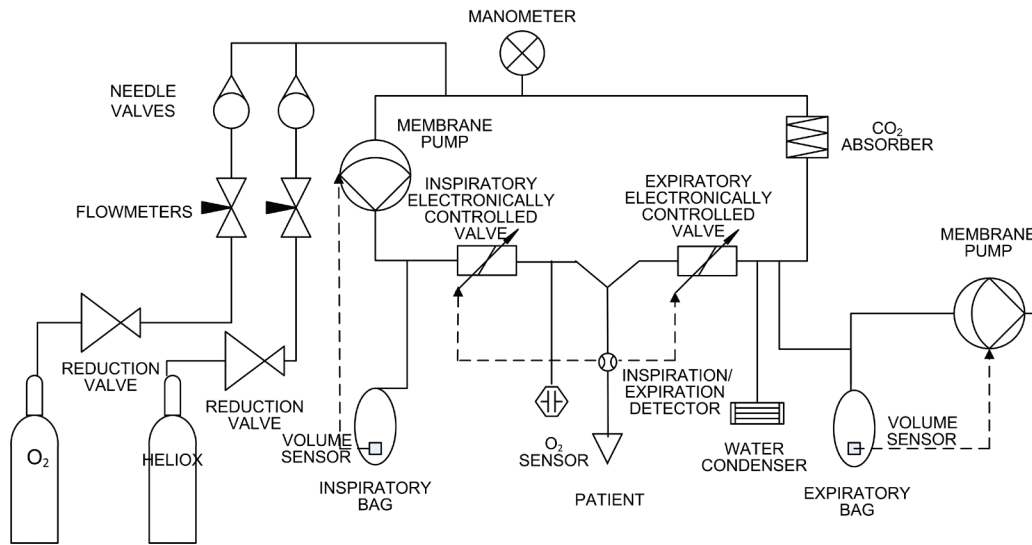 MANOMETER
NEEDLE
VALVES
MEMBRANE
PUMP
CO₂
ABSORBER
INSPIRATORY
ELECTRONICALLY
CONTROLLED
VALVE
EXPIRATORY
ELECTRONICALLY
CONTROLLED
VALVE
FLOWMETERS
MEMBRANE
PUMP
REDUCTION
VALVE
REDUCTION
VALVE
INSPIRATION/
EXPIRATION
DETECTOR
O₂
HELIOX
VOLUME
SENSOR
INSPIRATORY
BAG
O₂
SENSOR
PATIENT
WATER
CONDENSER
VOLUME
SENSOR
EXPIRATORY
BAG